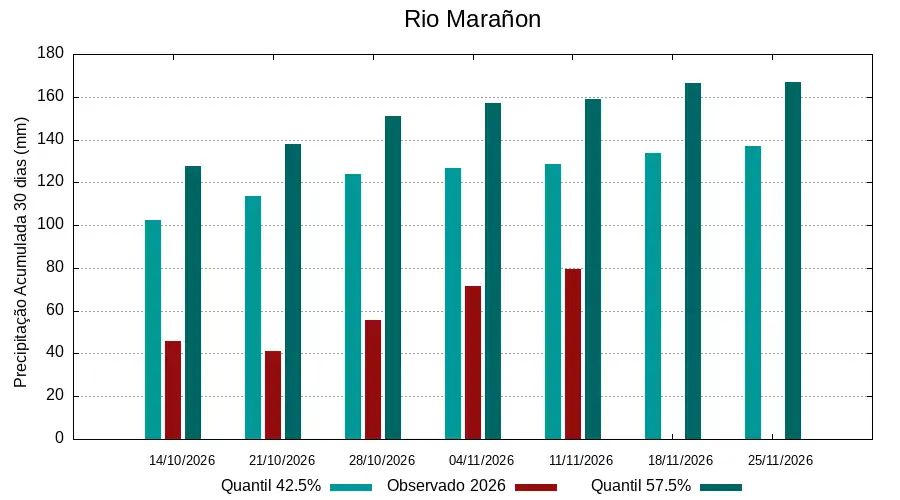 Rio Marañon
Precipitação Acumulada 30 dias (mm)
180
160
140
120
100
80
60
40
20
0
14/10/2026 21/10/2026 28/10/2026 04/11/2026 11/11/2026 18/11/2026 25/11/2026
Quantil 42.5% Observado 2026 Quantil 57.5%